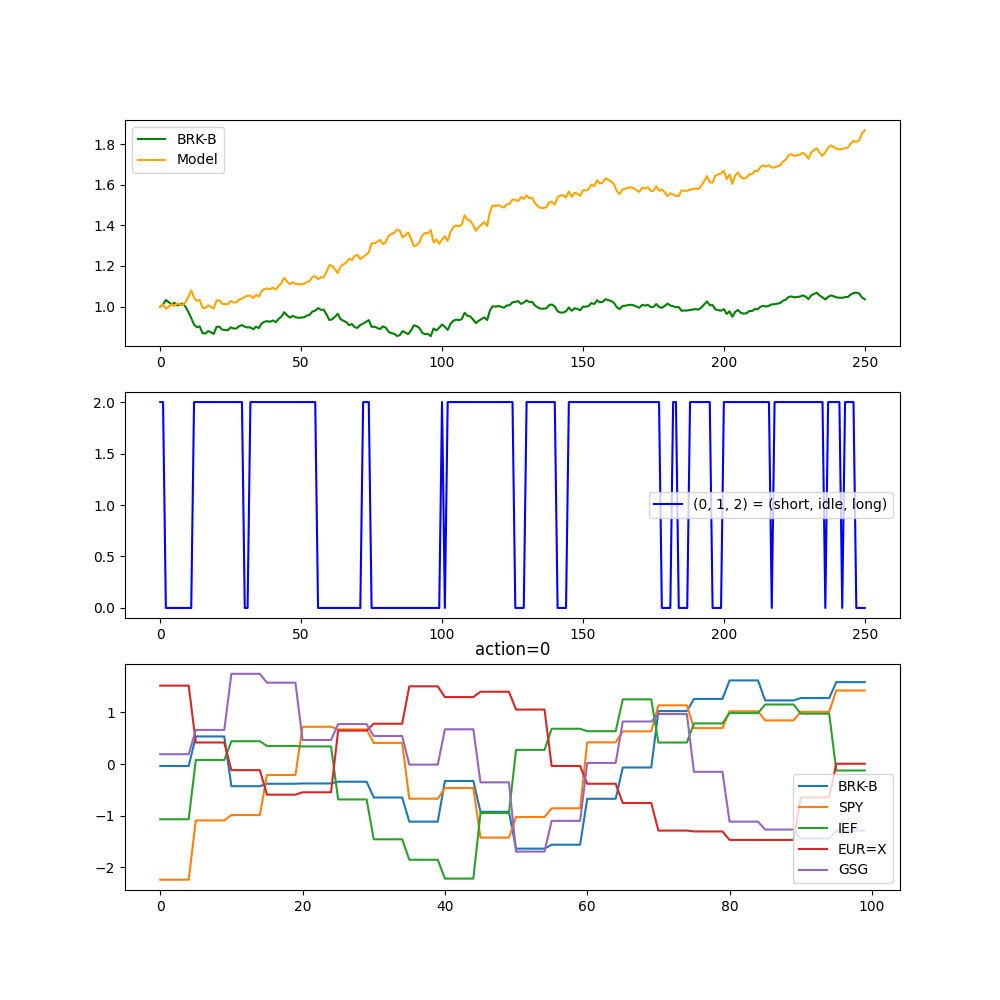 BRK-B
Model
1.8
1.6
1.4
1.2
1.0
0 50 100 150 200 250
2.0
1.5
1.0
0.5
0.0
(0, 1, 2) = (short, idle, long)
0 50 100 150 200 250
action=0
1
0
−1
−2
BRK-B
SPY
IEF
EUR=X
GSG
0 20 40 60 80 100